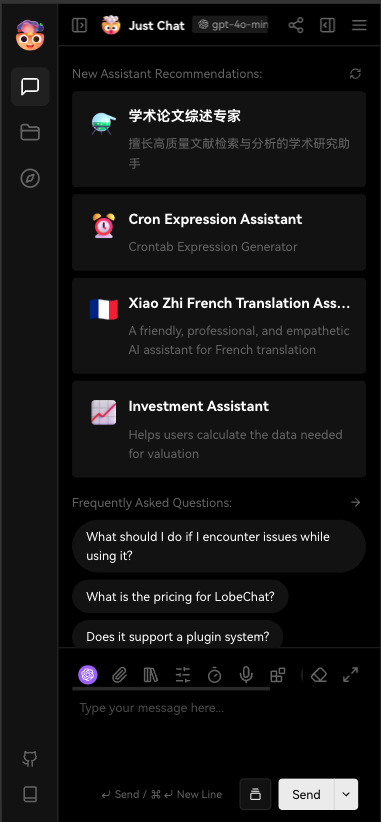 Just Chat gpt-4o-min
New Assistant Recommendations:
学术论文综述专家
擅长高质量文献检索与分析的学术研究助
手
Cron Expression Assistant
Crontab Expression Generator
Xiao Zhi French Translation Ass...
A friendly, professional, and empathetic
AI assistant for French translation
Investment Assistant
Helps users calculate the data needed
for valuation
Frequently Asked Questions:
What should I do if I encounter issues while
using it?
What is the pricing for LobeChat?
Does it support a plugin system?
Type your message here...
↵ Send / ⌘ ↵ New Line
Send